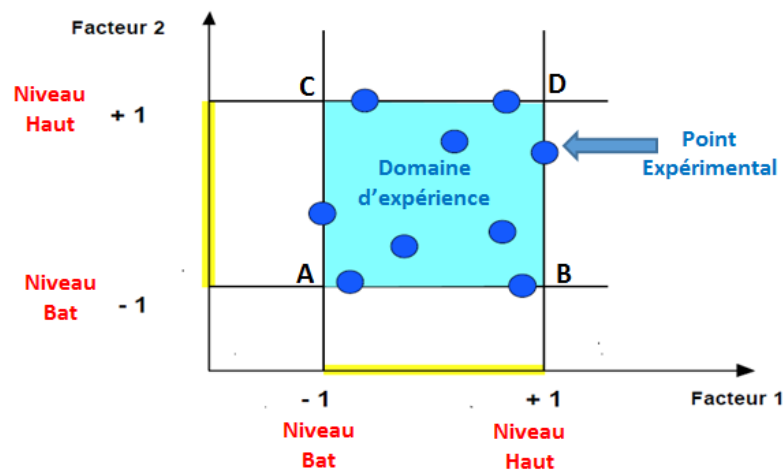 Facteur 2
C
D
Niveau
Haut
+ 1
Point
Expérimental
Domaine
d'expérience
A
B
Niveau
Bat
- 1
- 1
+ 1
Facteur 1
Niveau
Bat
Niveau
Haut